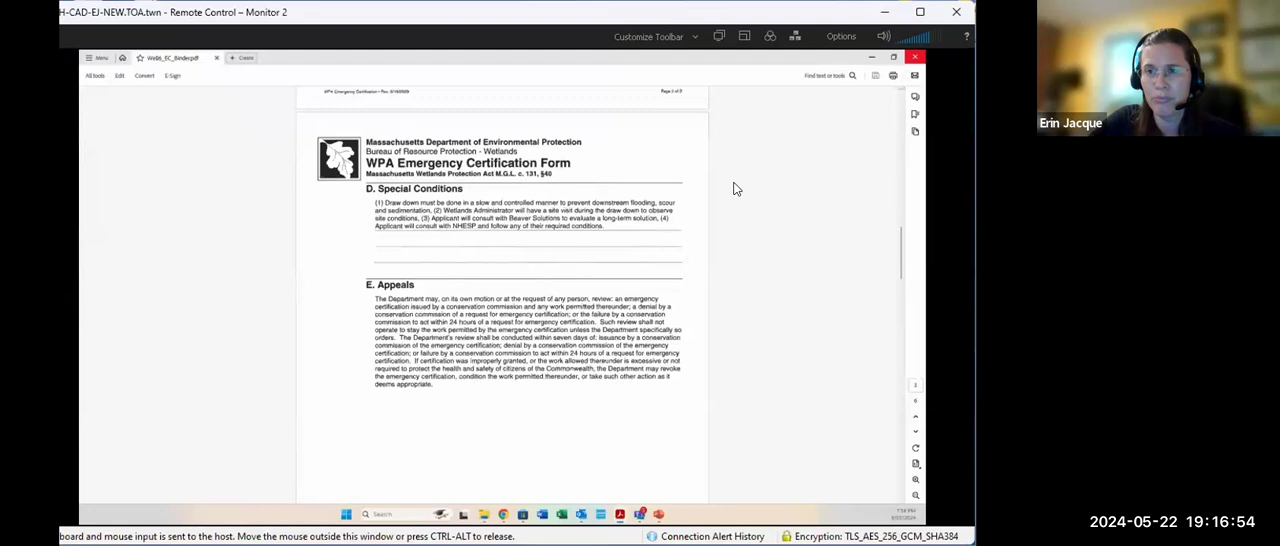 H-CAD-EJ-NEW.TOA.twn - Remote Control – Monitor 2
Customize Toolbar
Options
?
Menu
Web5_EC_Binder.pdf
+ Create
All tools Edit Convert E-Sign
Find text or tools
Massachusetts Department of Environmental Protection
Bureau of Resource Protection - Wetlands
WPA Emergency Certification Form
Massachusetts Wetlands Protection Act M.G.L. c. 131, §40
D. Special Conditions
(1) Draw down must be done in a slow and controlled manner to prevent downstream flooding, scour
and sedimentation, (2) Wetlands Administrator will have a site visit during the draw down to observe
site conditions, (3) Applicant will consult with Beaver Solutions to evaluate a long-term solution, (4)
Applicant will consult with NHESP and follow any of their required conditions.
E. Appeals
The Department may, on its own motion or at the request of any person, review: an emergency
certification issued by a conservation commission and any work permitted thereunder; a denial by a
conservation commission of a request for emergency certification; or the failure by a conservation
commission to act within 24 hours of a request for emergency certification. Such review shall not
operate to stay the work permitted by the emergency certification unless the Department specifically so
orders. The Department's review shall be conducted within seven days of: issuance by a conservation
commission of the emergency certification; denial by a conservation commission of the emergency
certification; or failure by a conservation commission to act within 24 hours of a request for emergency
certification. If certification was improperly granted, or the work allowed thereunder is excessive or not
required to protect the health and safety of citizens of the Commonwealth, the Department may revoke
the emergency certification, condition the work permitted thereunder, or take such other action as it
deems appropriate.
3
6
Search
board and mouse input is sent to the host. Move the mouse outside this window or press CTRL-ALT to release.
Connection Alert History
Encryption: TLS_AES_256_GCM_SHA384
Erin Jacque
2024-05-22 19:16:54